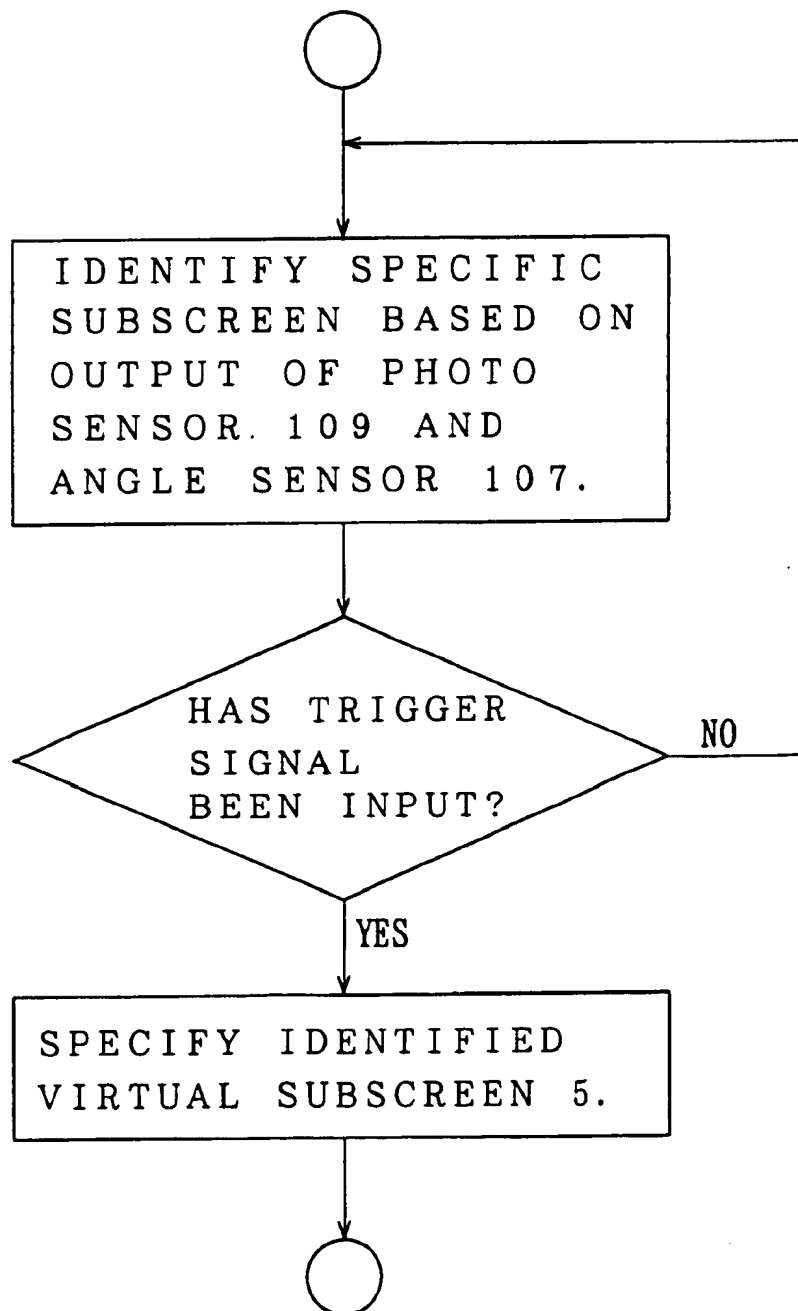 IDENTIFY SPECIFIC
SUBSCREEN BASED ON
OUTPUT OF PHOTO
SENSOR. 109 AND
ANGLE SENSOR 107.
HAS TRIGGER
SIGNAL
BEEN INPUT?
NO
YES
SPECIFY IDENTIFIED
VIRTUAL SUBSCREEN 5.